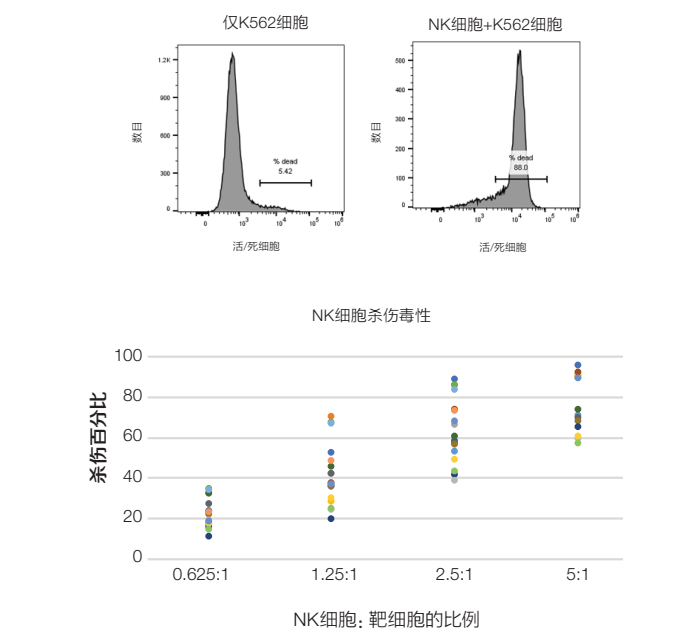 仅K562细胞
NK细胞+K562细胞
1.2K
900
600
300
0
数目
% dead
5.42
0
10³
10⁴
10⁵
10⁶
活/死细胞
500
400
300
200
100
0
数目
% dead
88.0
0
10³
10⁴
10⁵
10⁶
活/死细胞
NK细胞杀伤毒性
100
80
60
40
20
0
杀伤百分比
0.625:1
1.25:1
2.5:1
5:1
NK细胞：靶细胞的比例